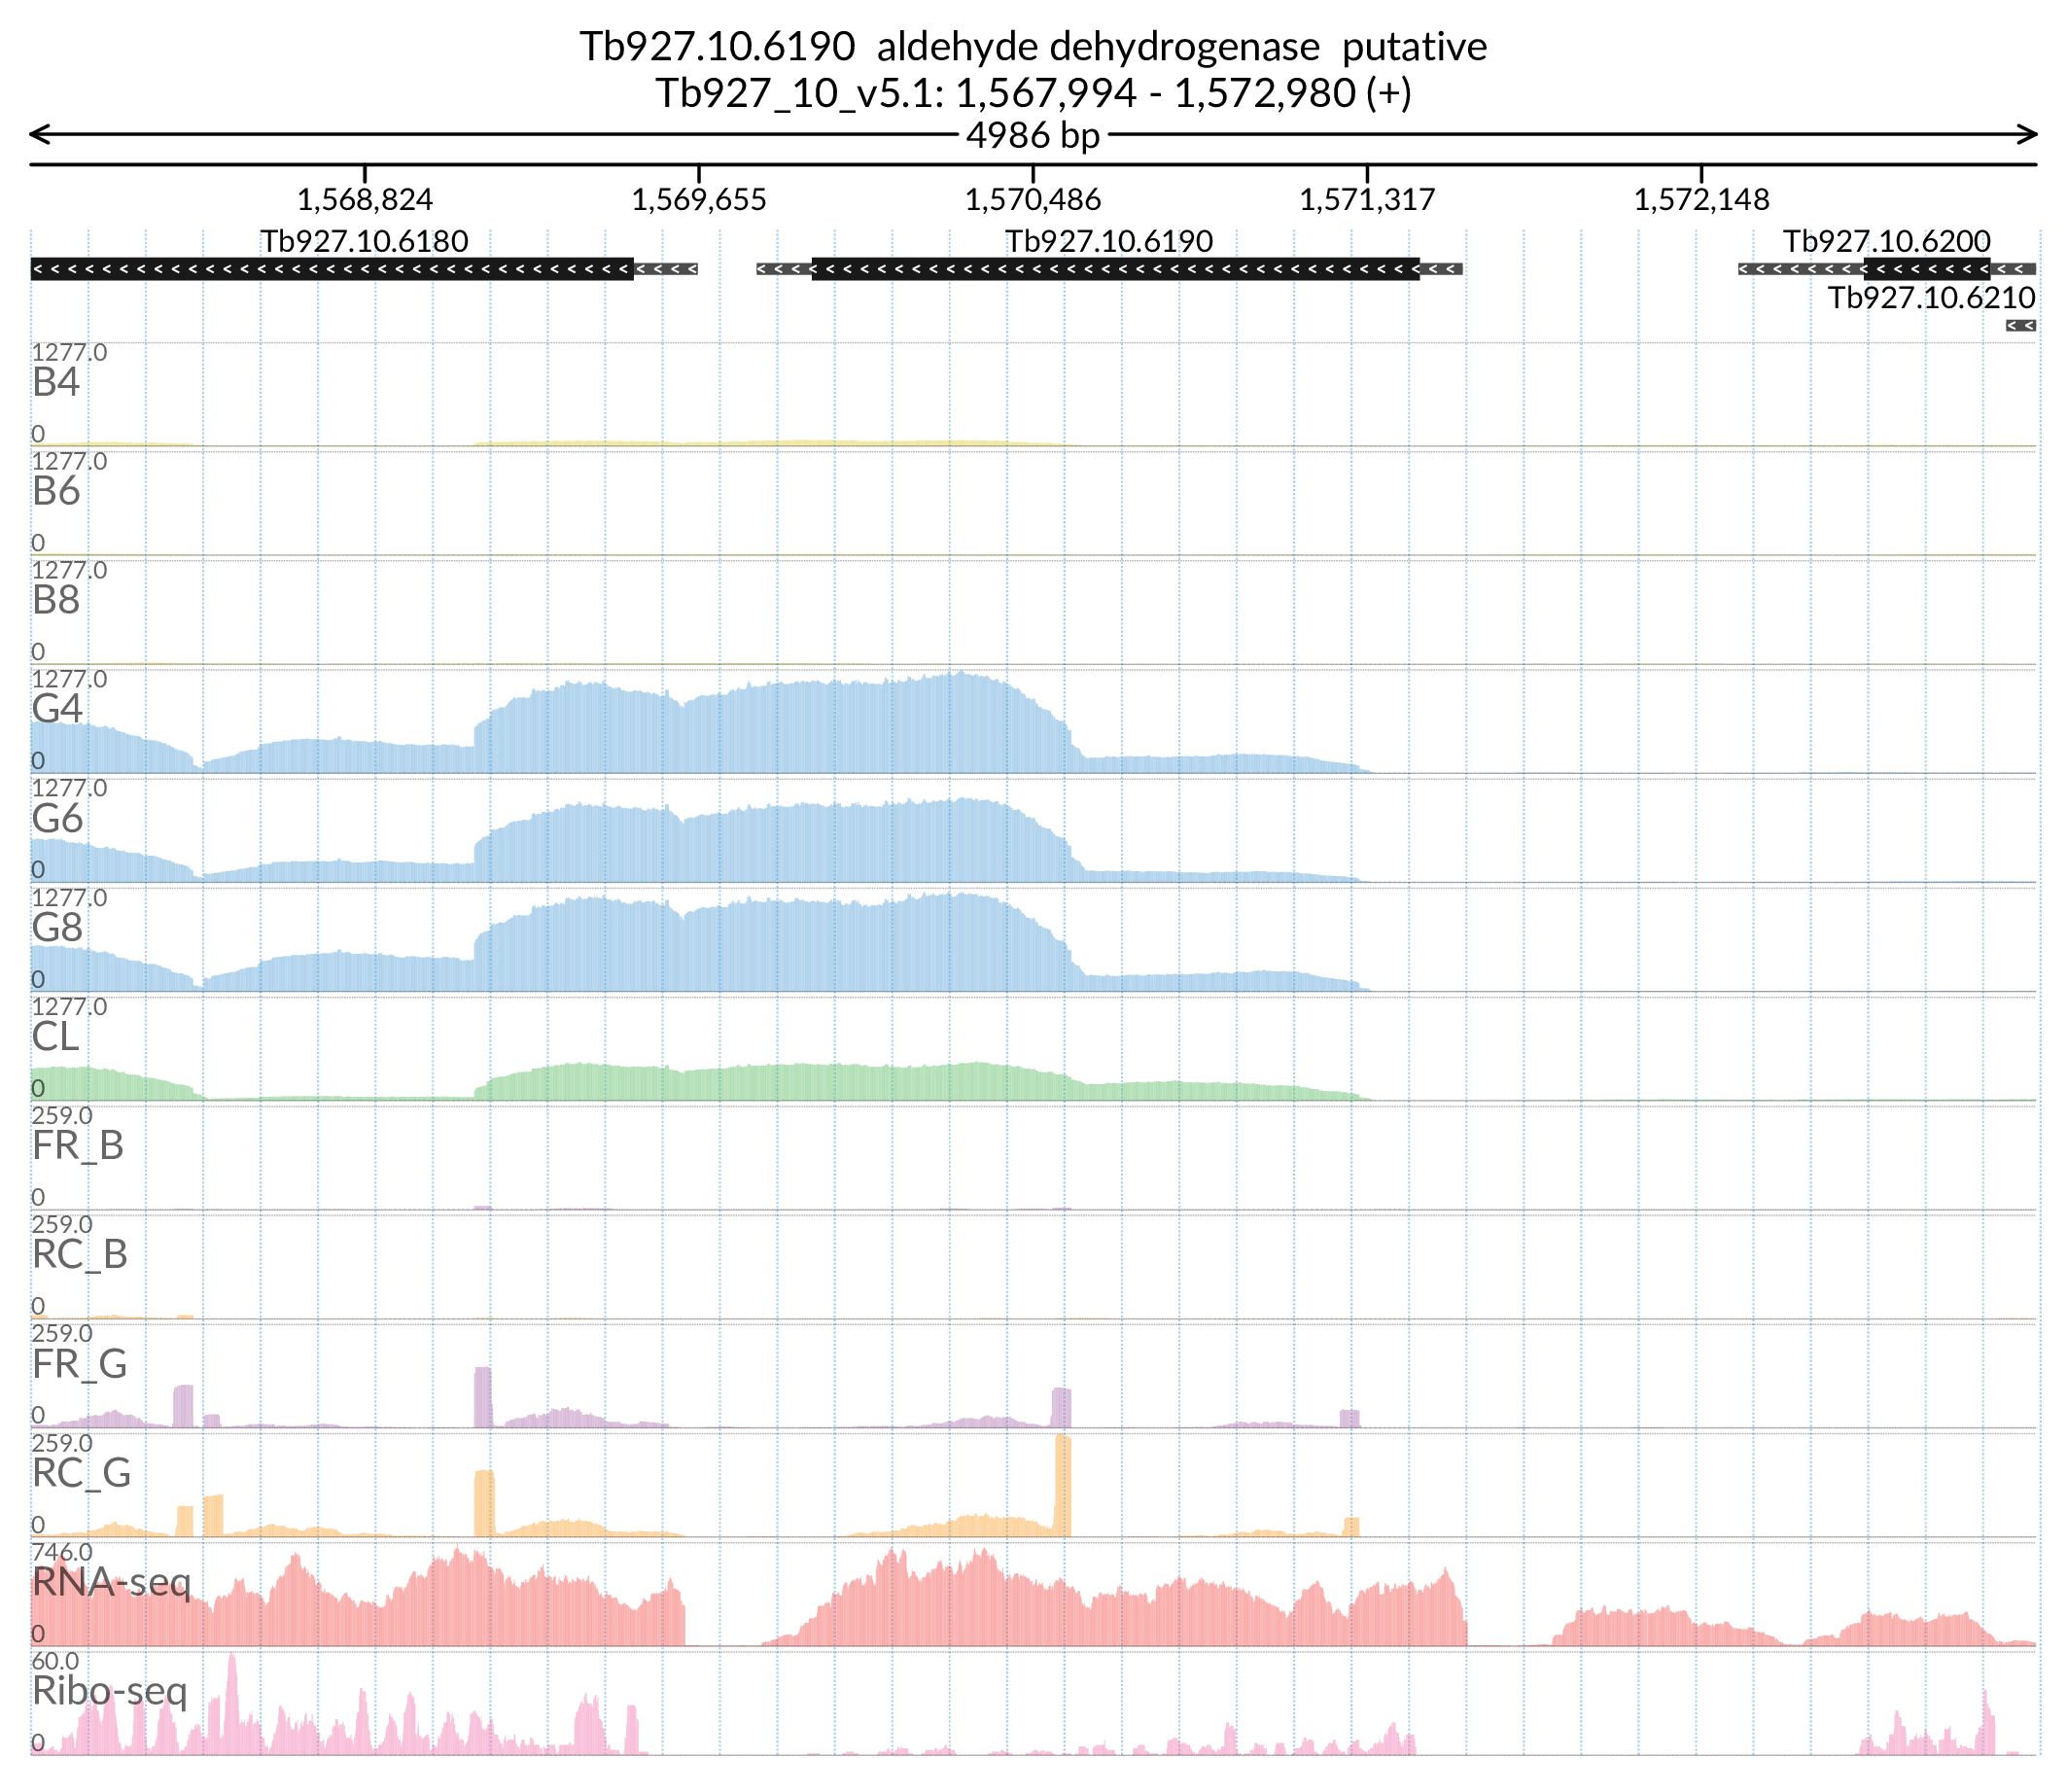 Tb927.10.6190  aldehyde dehydrogenase  putative
Tb927_10_v5.1: 1,567,994 - 1,572,980 (+)
4986 bp
1,568,824 1,569,655 1,570,486 1,571,317 1,572,148
Tb927.10.6180 Tb927.10.6190 Tb927.10.6200
Tb927.10.6210
1277.0
B4
0
1277.0
B6
0
1277.0
B8
0
1277.0
G4
0
1277.0
G6
0
1277.0
G8
0
1277.0
CL
0
259.0
FR_B
0
259.0
RC_B
0
259.0
FR_G
0
259.0
RC_G
0
746.0
RNA-seq
0
60.0
Ribo-seq
0